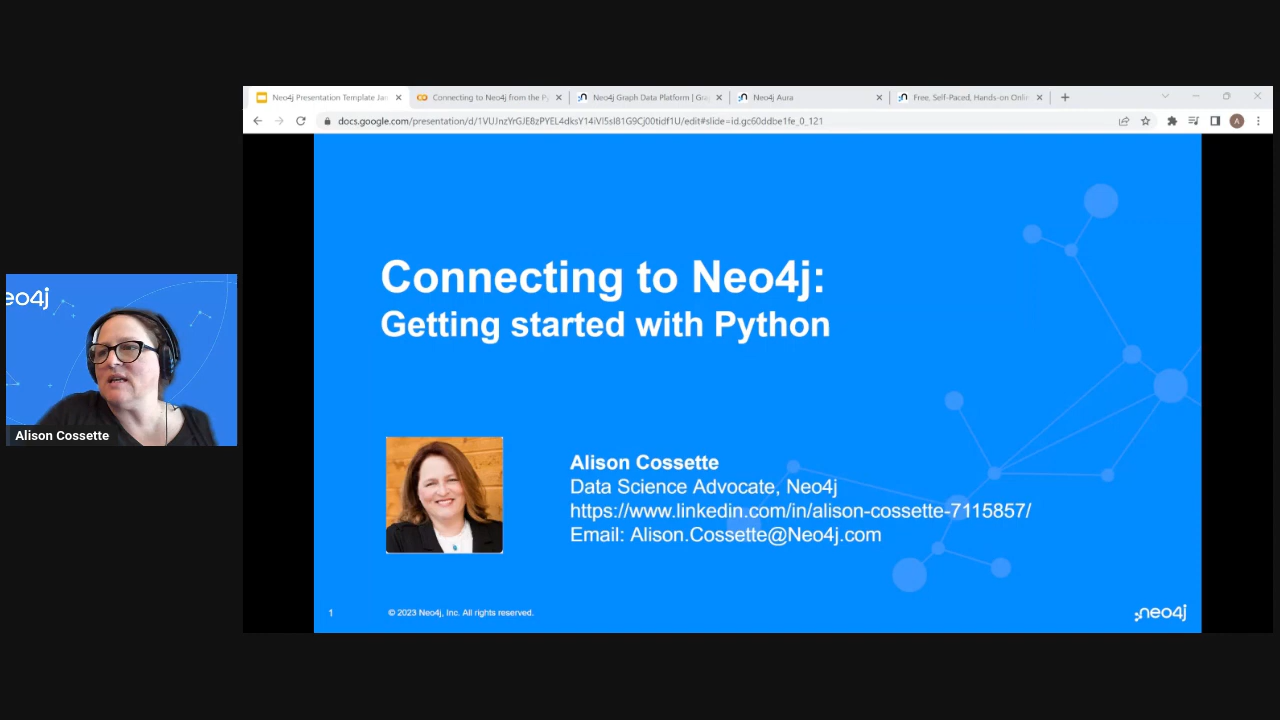 Neo4j Presentation Template Jan
Connecting to Neo4j from the Py
Neo4j Graph Data Platform | Gra
Neo4j Aura
Free, Self-Paced, Hands-on Onlin
docs.google.com/presentation/d/1VUJnzYrGJE8zPYEL4dksY14iVl5sI81G9Cj00tidf1U/edit#slide=id.gc60ddbe1fe_0_121
A
Connecting to Neo4j:
Getting started with Python
eo4j
Alison Cossette
Alison Cossette
Data Science Advocate, Neo4j
https://www.linkedin.com/in/alison-cossette-7115857/
Email: Alison.Cossette@Neo4j.com
1
© 2023 Neo4j, Inc. All rights reserved.
neo4j